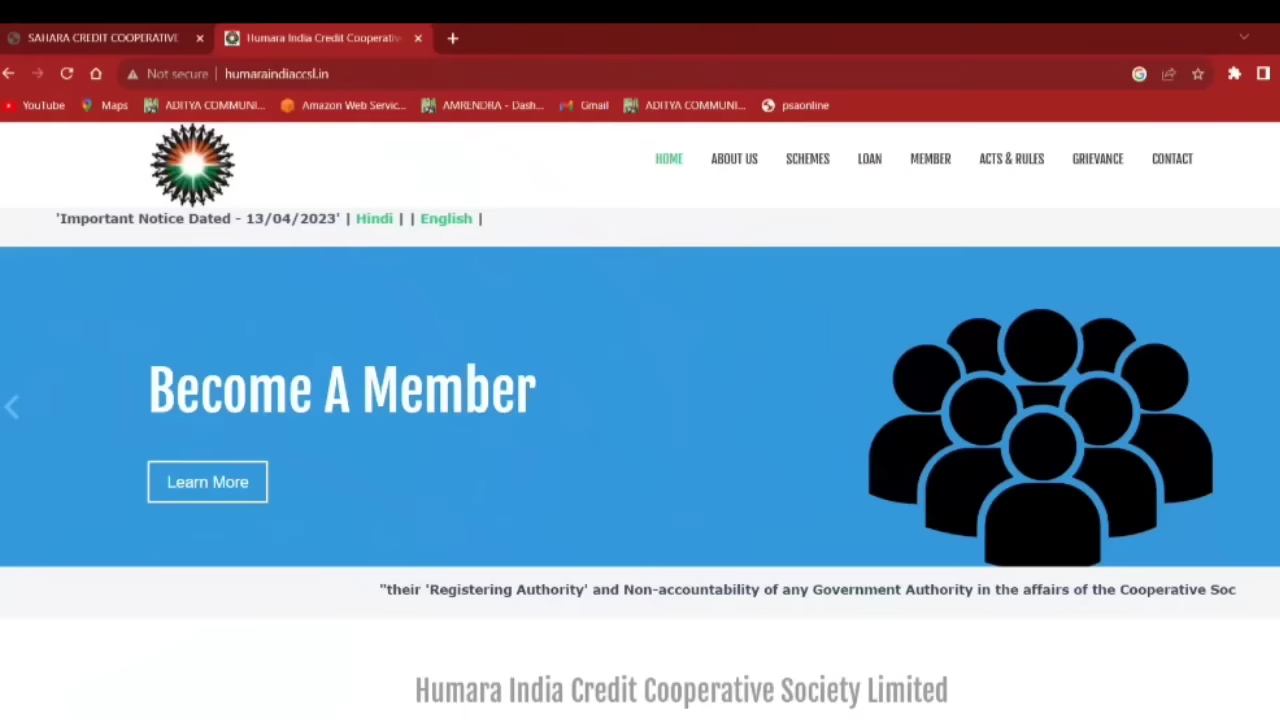 SAHARA CREDIT COOPERATIVE
Humara India Credit Cooperativ
Not secure
humaraindiaccsl.in
YouTube
Maps
ADITYA COMMUNI...
Amazon Web Servic...
AMRENDRA - Dash...
Gmail
ADITYA COMMUNI...
psaonline
HOME
ABOUT US
SCHEMES
LOAN
MEMBER
ACTS & RULES
GRIEVANCE
CONTACT
'Important Notice Dated - 13/04/2023' | Hindi | | English |
Become A Member
Learn More
"their 'Registering Authority' and Non-accountability of any Government Authority in the affairs of the Cooperative Soc
Humara India Credit Cooperative Society Limited